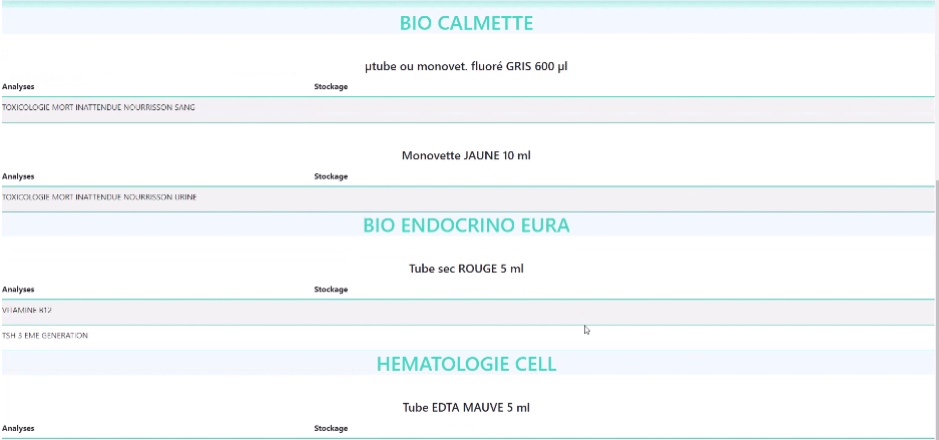 BIO CALMETTE
µtube ou monovet. fluoré GRIS 600 µl
Analyses Stockage
TOXICOLOGIE MORT INATTENDUE NOURRISSON SANG
Monovette JAUNE 10 ml
Analyses Stockage
TOXICOLOGIE MORT INATTENDUE NOURRISSON URINE
BIO ENDOCRINO EURA
Tube sec ROUGE 5 ml
Analyses Stockage
VITAMINE B12
TSH 3 EME GENERATION
HEMATOLOGIE CELL
Tube EDTA MAUVE 5 ml
Analyses Stockage